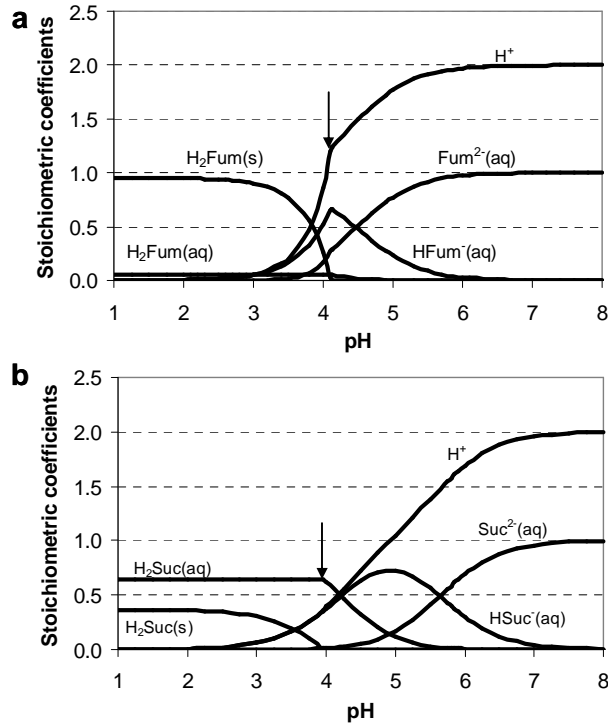 a
Stoichiometric coefficients
2.5
2.0
1.5
1.0
0.5
0.0
H⁺
H₂Fum(s)
Fum²⁻(aq)
H₂Fum(aq)
HFum⁻(aq)
1 2 3 4 5 6 7 8
pH
b
Stoichiometric coefficients
2.5
2.0
1.5
1.0
0.5
0.0
H⁺
H₂Suc(aq)
Suc²⁻(aq)
H₂Suc(s)
HSuc⁻(aq)
1 2 3 4 5 6 7 8
pH